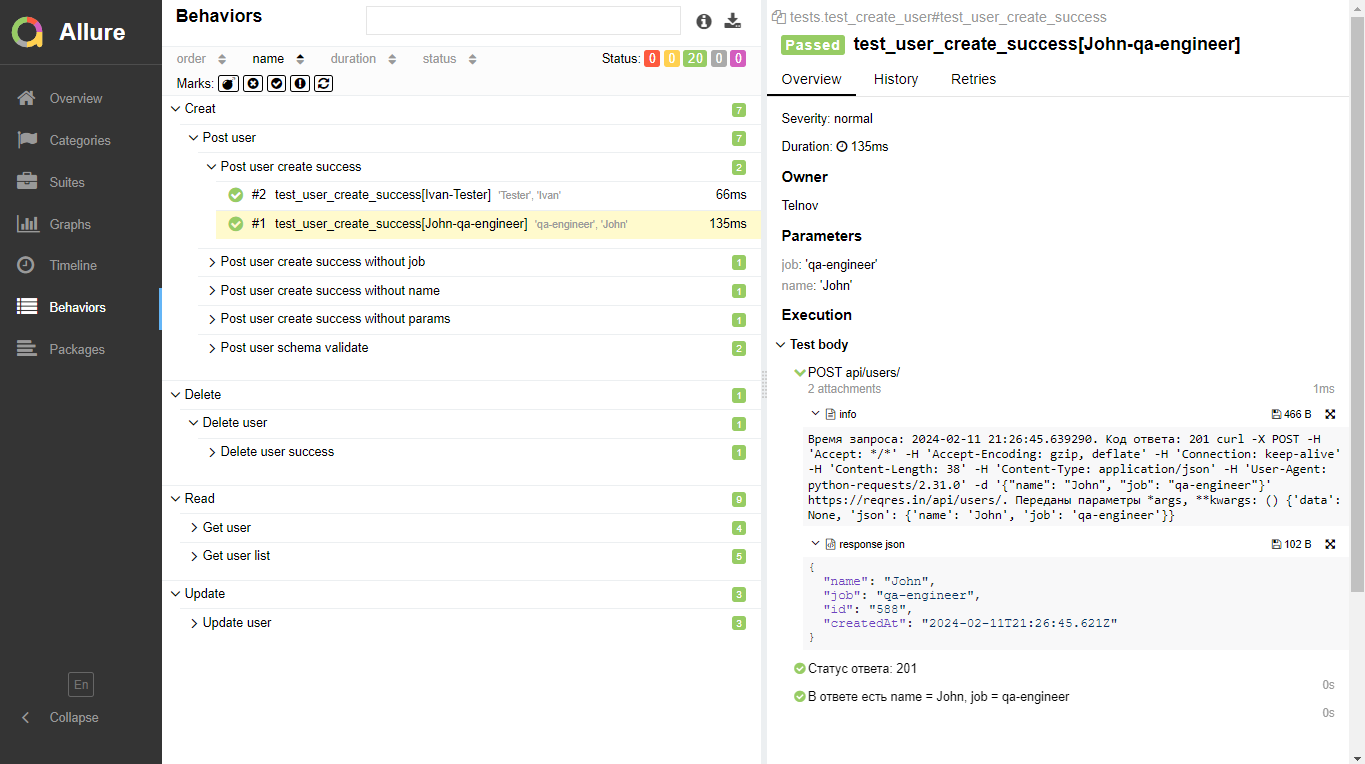 Allure
Overview
Categories
Suites
Graphs
Timeline
Behaviors
Packages
En
Collapse
Behaviors
order name duration status Status: 0 0 20 0 0
Marks:
Creat 7
Post user 7
Post user create success 2
#2 test_user_create_success[Ivan-Tester] 'Tester', 'Ivan' 66ms
#1 test_user_create_success[John-qa-engineer] 'qa-engineer', 'John' 135ms
Post user create success without job 1
Post user create success without name 1
Post user create success without params 1
Post user schema validate 2
Delete 1
Delete user 1
Delete user success 1
Read 9
Get user 4
Get user list 5
Update 3
Update user 3
tests.test_create_user#test_user_create_success
Passed test_user_create_success[John-qa-engineer]
Overview History Retries
Severity: normal
Duration: 135ms
Owner
Telnov
Parameters
job: 'qa-engineer'
name: 'John'
Execution
Test body
POST api/users/
2 attachments 1ms
info 466 B
Время запроса: 2024-02-11 21:26:45.639290. Код ответа: 201 curl -X POST -H
'Accept: */*' -H 'Accept-Encoding: gzip, deflate' -H 'Connection: keep-alive'
-H 'Content-Length: 38' -H 'Content-Type: application/json' -H 'User-Agent:
python-requests/2.31.0' -d '{"name": "John", "job": "qa-engineer"}'
https://reqres.in/api/users/. Переданы параметры *args, **kwargs: () {'data':
None, 'json': {'name': 'John', 'job': 'qa-engineer'}}
response json 102 B
{
"name": "John",
"job": "qa-engineer",
"id": "588",
"createdAt": "2024-02-11T21:26:45.621Z"
}
Статус ответа: 201
0s
В ответе есть name = John, job = qa-engineer
0s